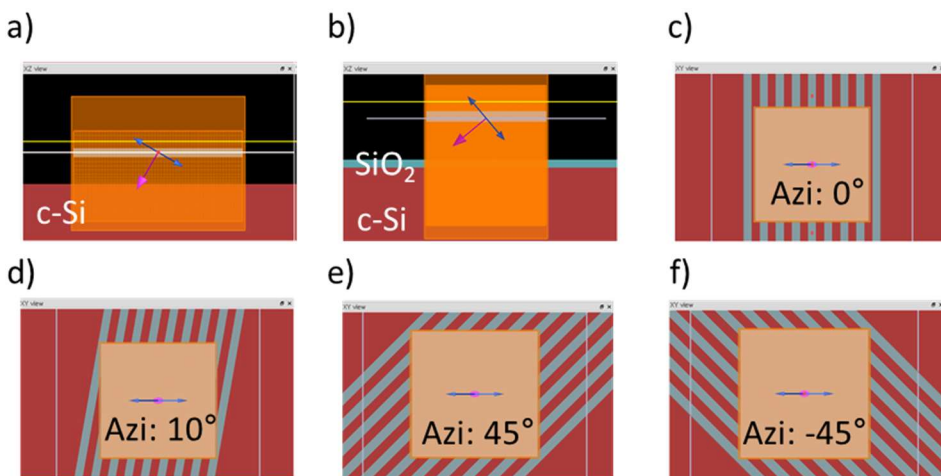 a)
b)
c)
XZ view
XZ view
XY view
SiO2
c-Si
c-Si
Azi: 0°
d)
e)
f)
XY view
XY view
XY view
Azi: 10°
Azi: 45°
Azi: -45°